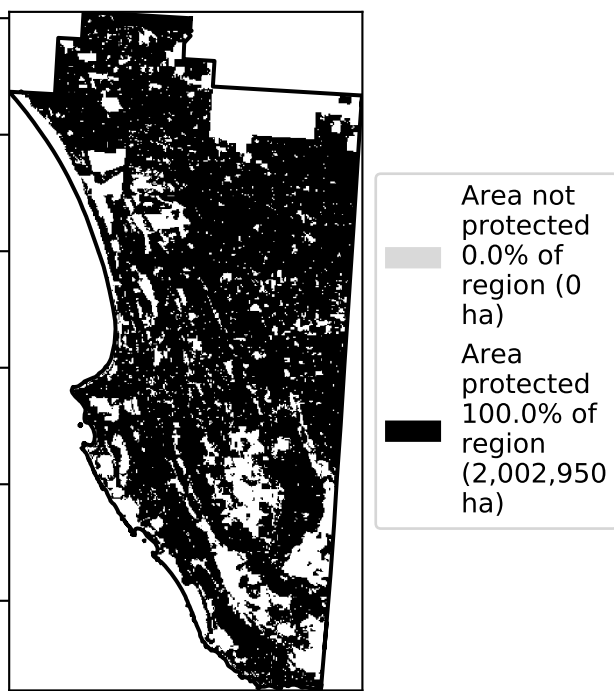 Area not
protected
0.0% of
region (0
ha)
Area
protected
100.0% of
region
(2,002,950
ha)